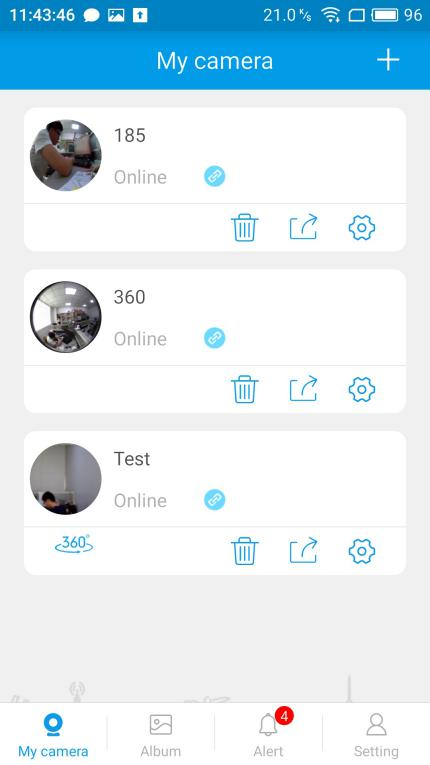 11:43:46 21.0 K/s 96
My camera
185
Online
360
Online
Test
Online
360°
4
My camera Album Alert Setting